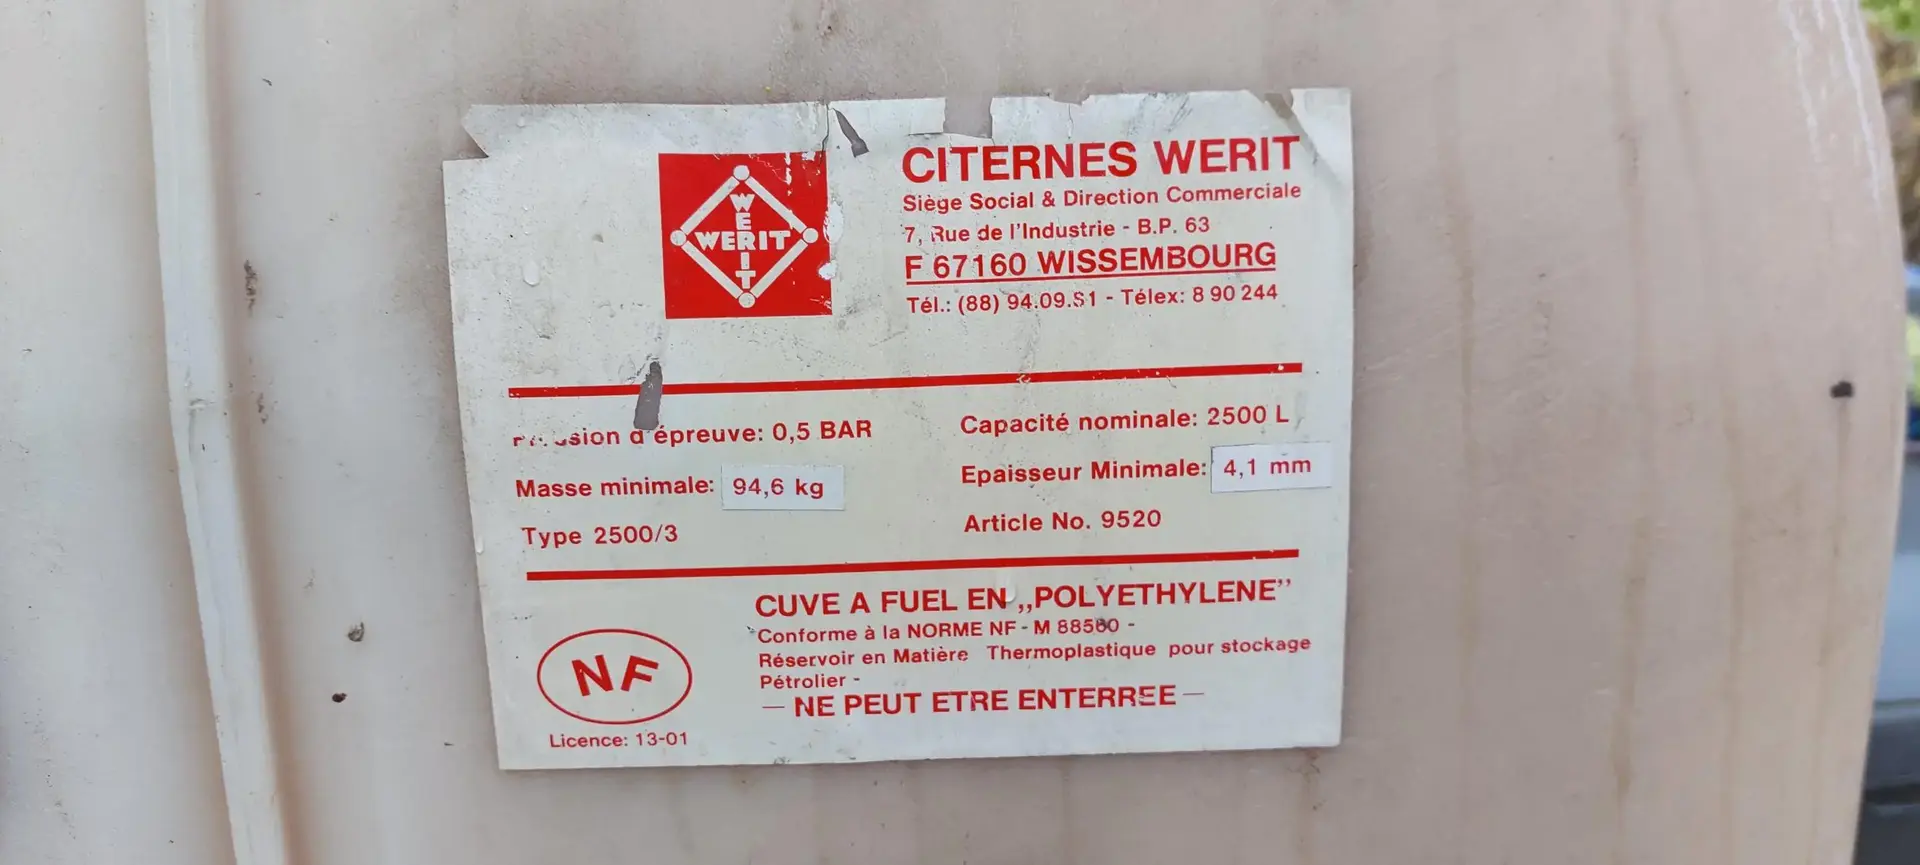 WERIT
WERIT
CITERNES WERIT
Siège Social & Direction Commerciale
7, Rue de l'Industrie - B.P. 63
F 67160 WISSEMBOURG
Tél.: (88) 94.09.51 - Télex: 8 90 244
d'épreuve: 0,5 BAR
Capacité nominale: 2500 L
Masse minimale: 94,6 kg
Epaisseur Minimale: 4,1 mm
Type 2500/3
Article No. 9520
CUVE A FUEL EN „POLYETHYLENE”
Conforme à la NORME NF - M 88560 -
Réservoir en Matière Thermoplastique pour stockage
Pétrolier -
— NE PEUT ETRE ENTERREE —
NF
Licence: 13-01